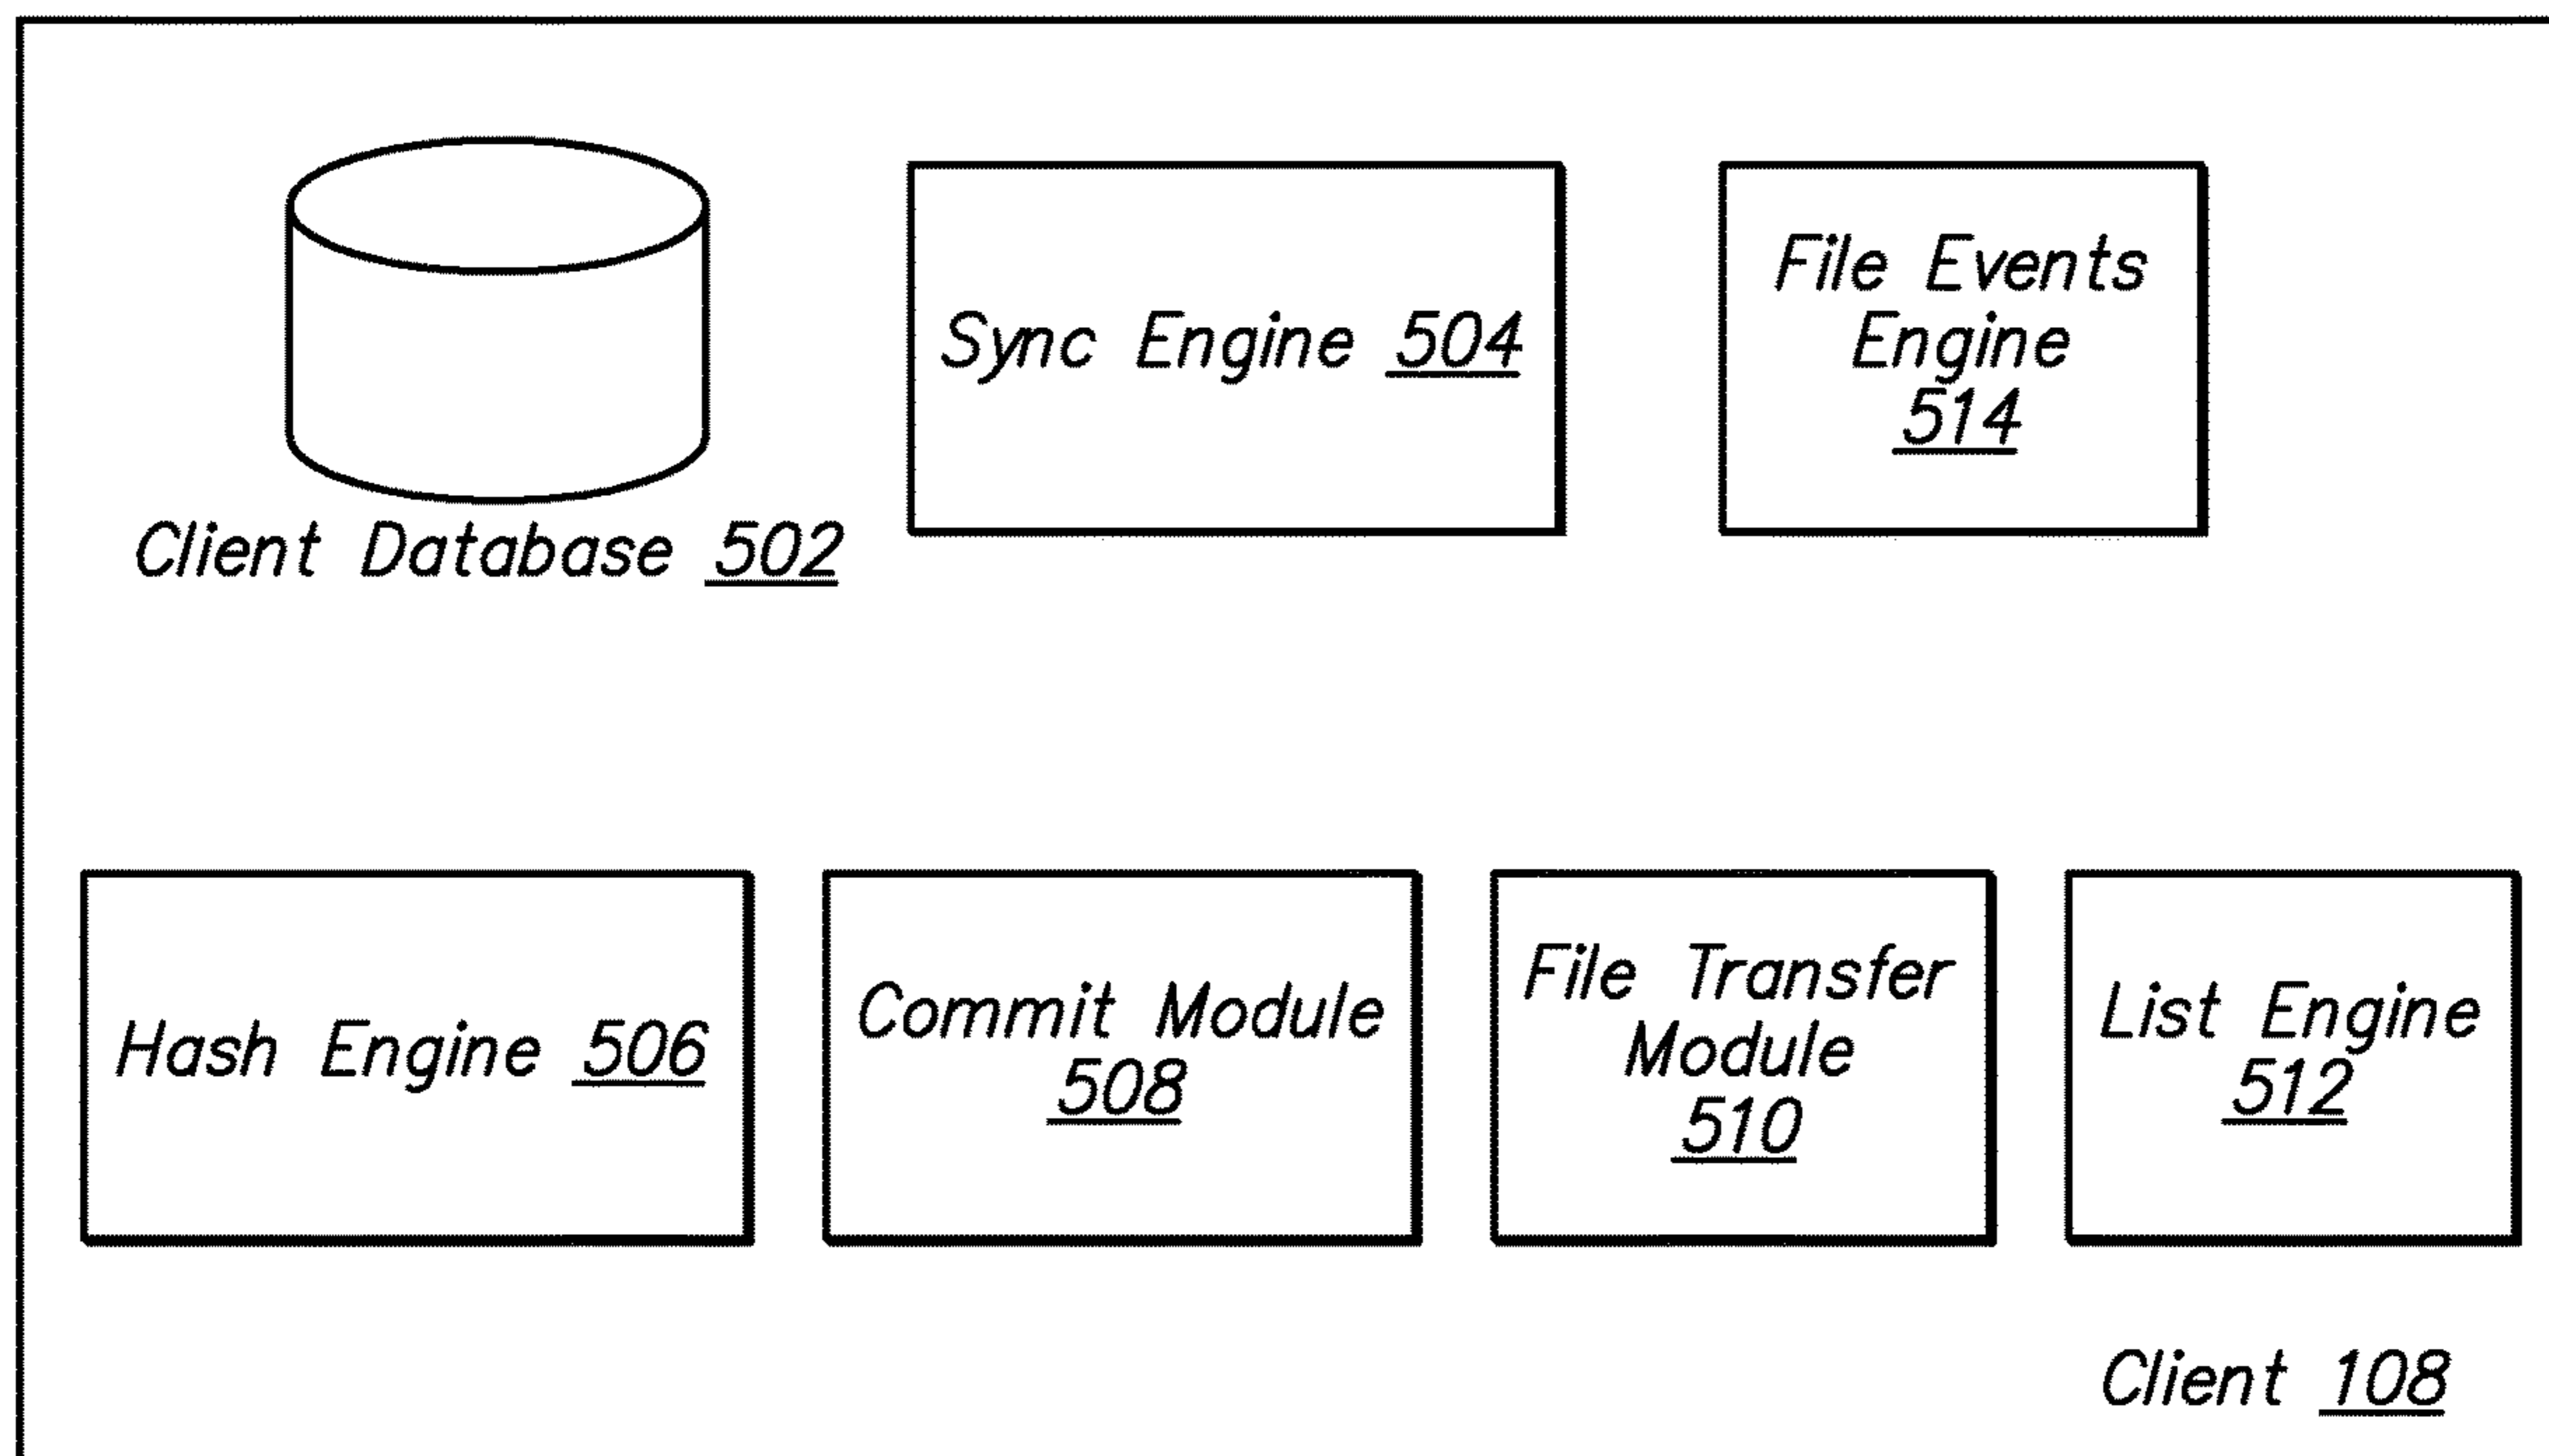 Client Database 502
Sync Engine 504
File Events
Engine
514
Hash Engine 506
Commit Module
508
File Transfer
Module
510
List Engine
512
Client 108